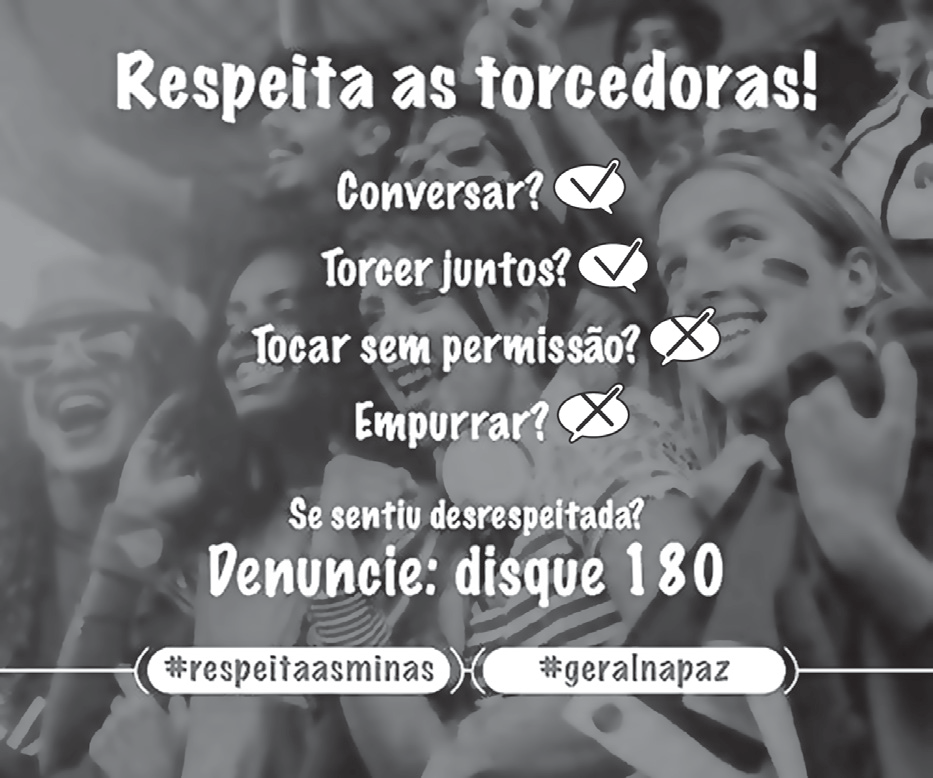 Respeita as torcedoras!
Conversar?
Torcer juntos?
Tocar sem permissão?
Empurrar?
Se sentiu desrespeitada?
Denuncie: disque 180
#respeitaasminas #geralnapaz